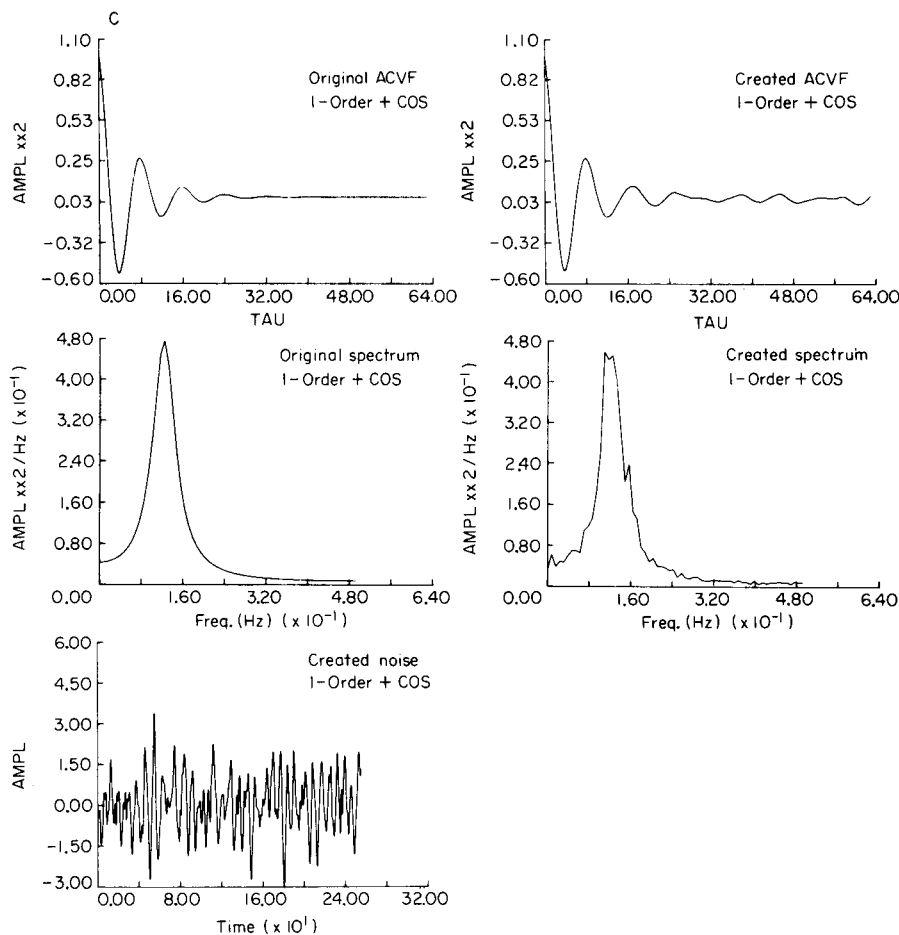 C
1.10
0.82
0.53
0.25
0.03
-0.32
-0.60
AMPL xx2
Original ACVF
1-Order + COS
0.00 16.00 32.00 48.00 64.00
TAU
1.10
0.82
0.53
0.25
0.03
-0.32
-0.60
AMPL xx2
Created ACVF
1-Order + COS
0.00 16.00 32.00 48.00 64.00
TAU
4.80
4.00
3.20
2.40
1.60
0.80
0.00
AMPL xx2/Hz (x10⁻¹)
Original spectrum
1-Order + COS
1.60 3.20 4.80 6.40
Freq.(Hz) (x10⁻¹)
4.80
4.00
3.20
2.40
1.60
0.80
0.00
AMPL xx2/Hz (x10⁻¹)
Created spectrum
1-Order + COS
1.60 3.20 4.80 6.40
Freq.(Hz) (x10⁻¹)
6.00
4.50
3.00
1.50
0.00
-1.50
-3.00
AMPL
Created noise
1-Order + COS
0.00 8.00 16.00 24.00 32.00
Time (x10¹)